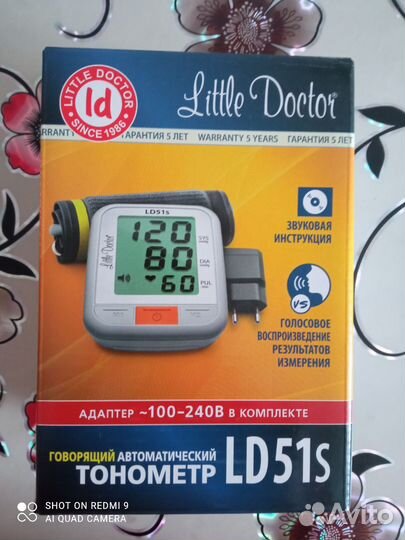 LITTLE DOCTOR
ld
SINCE 1986
Little Doctor
WARRANTY ГАРАНТИЯ 5 ЛЕТ WARRANTY 5 YEARS ГАРАНТИЯ 5 ЛЕТ
LD51s
Little Doctor
120 SYS
80 DIA
60 PUL
ЗВУКОВАЯ
ИНСТРУКЦИЯ
VS
ГОЛОСОВОЕ
ВОСПРОИЗВЕДЕНИЕ
РЕЗУЛЬТАТОВ
ИЗМЕРЕНИЯ
АДАПТЕР ~100-240В В КОМПЛЕКТЕ
ГОВОРЯЩИЙ АВТОМАТИЧЕСКИЙ
ТОНОМЕТР LD51s
SHOT ON REDMI 9
AI QUAD CAMERA
Avito